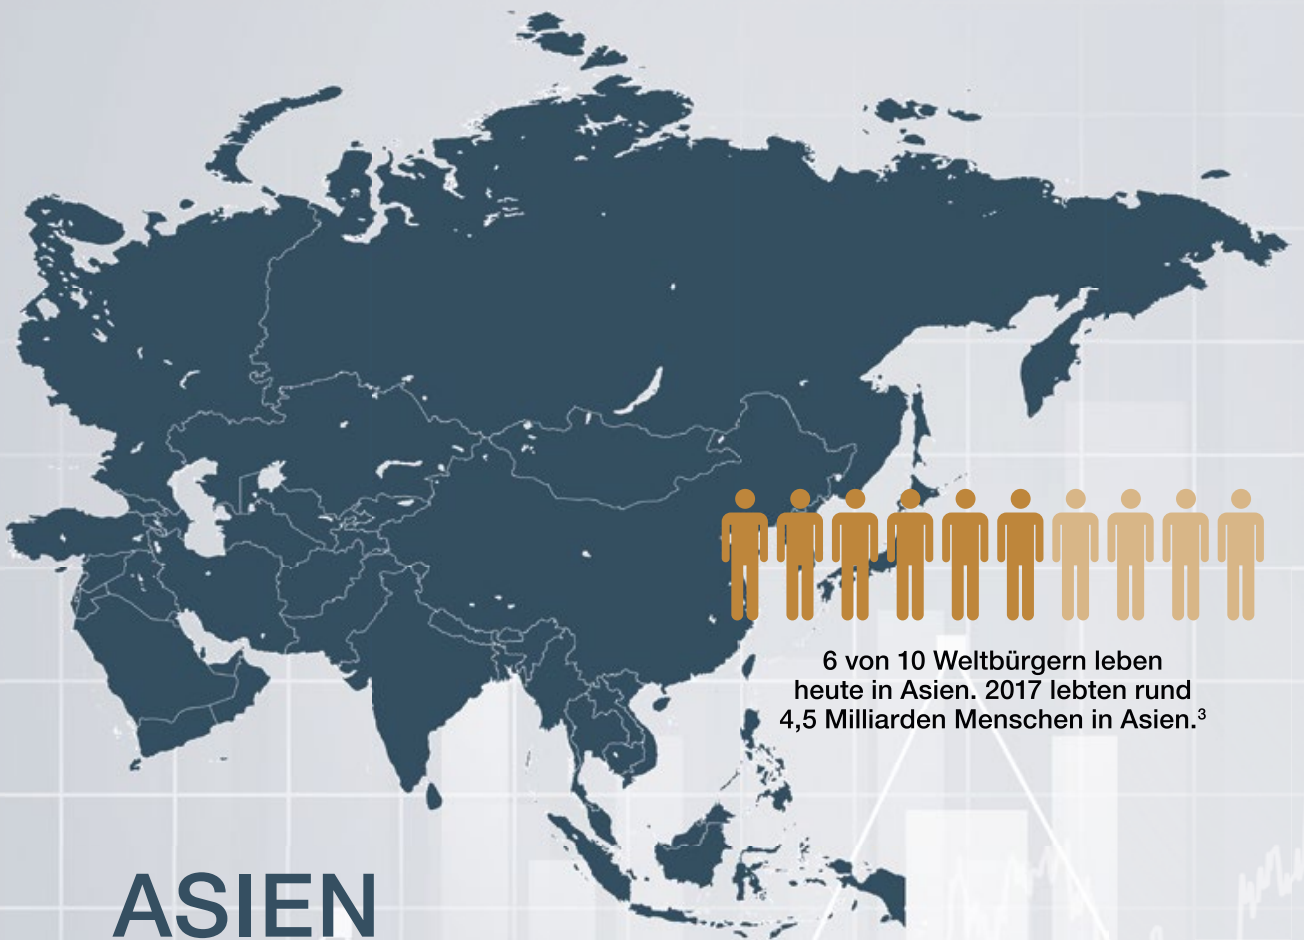 6 von 10 Weltbürgern leben
heute in Asien. 2017 lebten rund
4,5 Milliarden Menschen in Asien.³
ASIEN